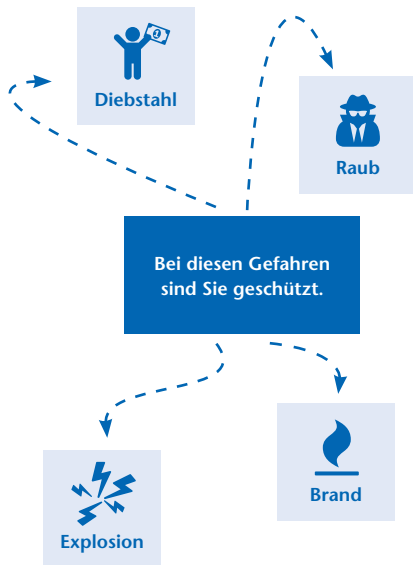 Diebstahl
Raub
Bei diesen Gefahren
sind Sie geschützt.
Brand
Explosion